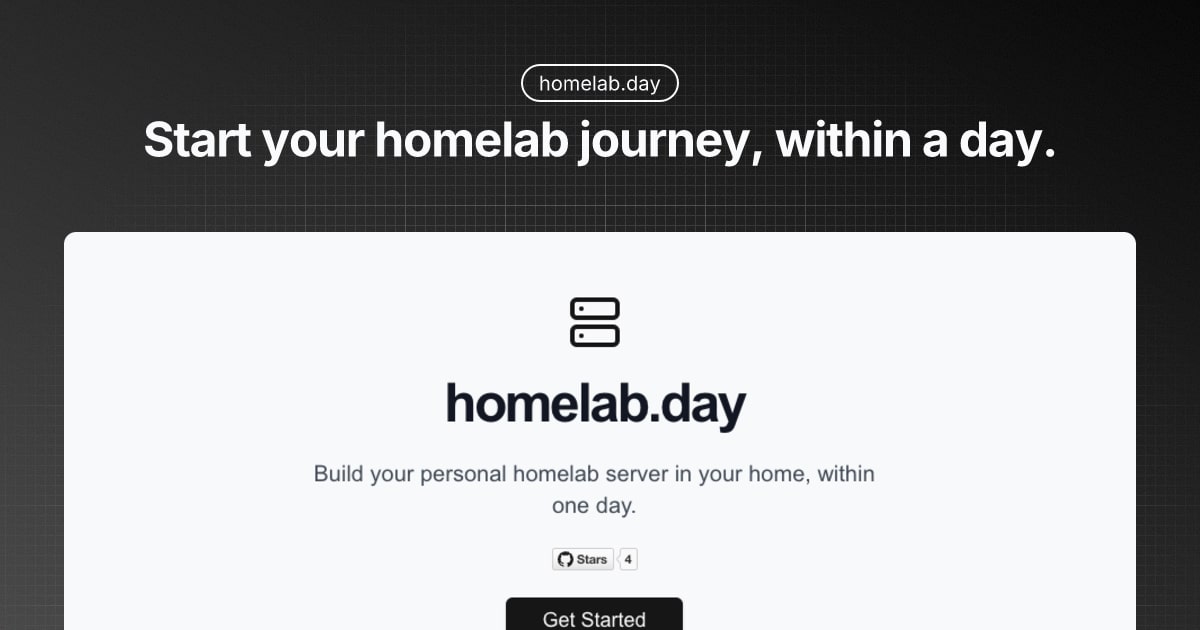 homelab.day
Start your homelab journey, within a day.
homelab.day
Build your personal homelab server in your home, within
one day.
Stars 4
Get Started